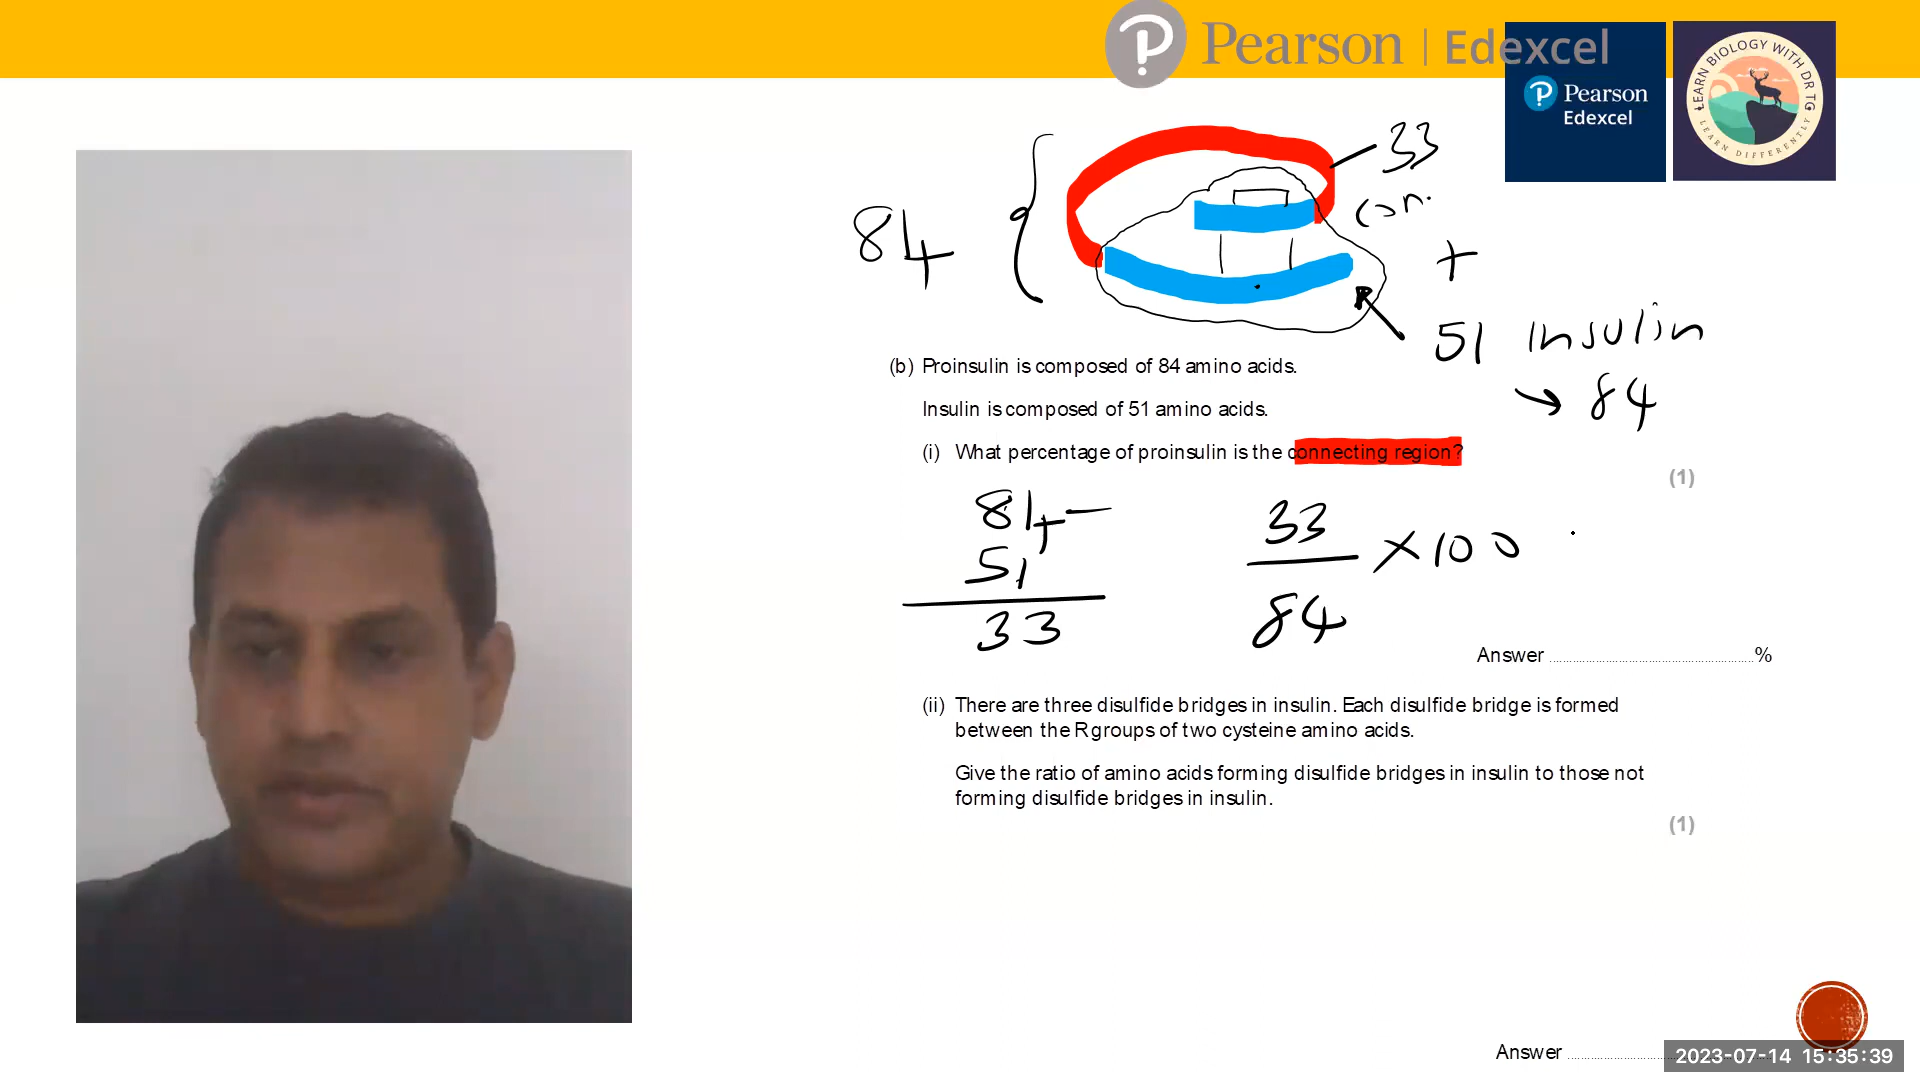 Pearson | Edexcel
Pearson
Edexcel
LEARN BIOLOGY WITH DR TG
LEARN DIFFERENTLY
33
con.
84
+
51 insulin
→ 84
(b) Proinsulin is composed of 84 amino acids.
Insulin is composed of 51 amino acids.
(i) What percentage of proinsulin is the connecting region?
(1)
84 -
51
33
33
84
× 100
Answer ........................ %
(ii) There are three disulfide bridges in insulin. Each disulfide bridge is formed
between the R groups of two cysteine amino acids.
Give the ratio of amino acids forming disulfide bridges in insulin to those not
forming disulfide bridges in insulin.
(1)
Answer ........................
2023-07-14 15:35:39